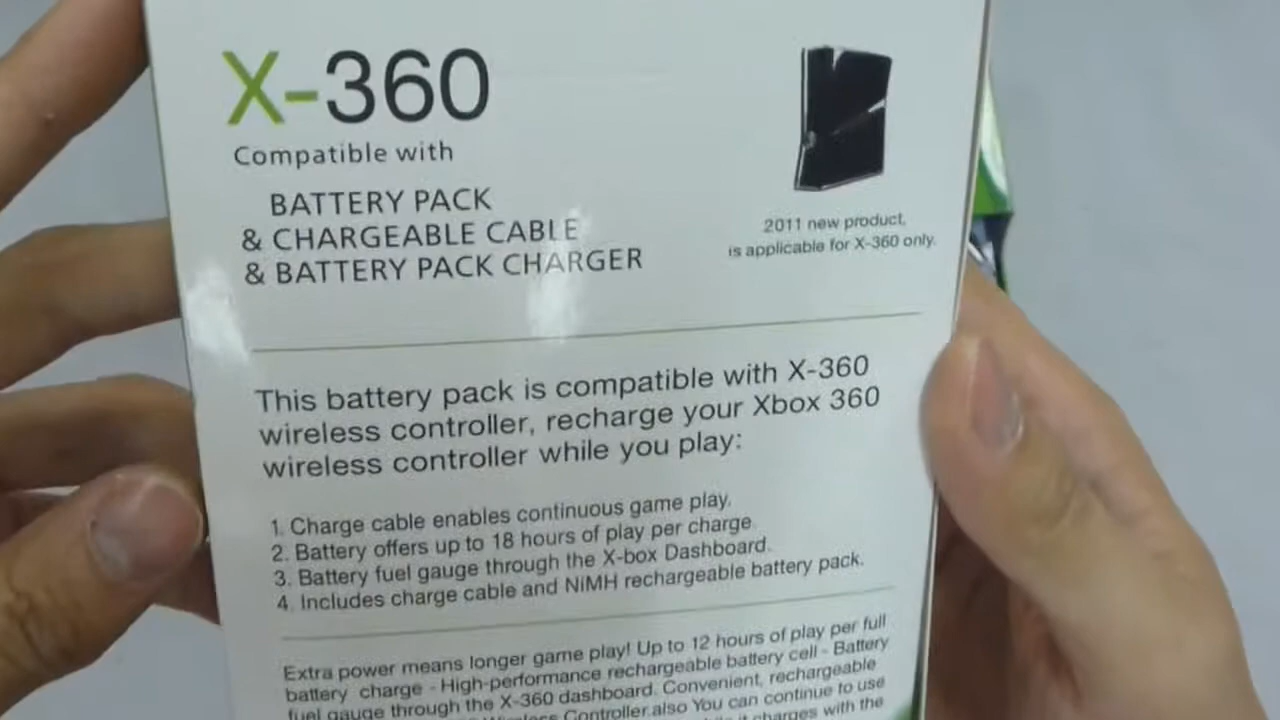 X-360
Compatible with
BATTERY PACK
& CHARGEABLE CABLE
& BATTERY PACK CHARGER
2011 new product,
is applicable for X-360 only.
This battery pack is compatible with X-360
wireless controller, recharge your Xbox 360
wireless controller while you play:
1. Charge cable enables continuous game play.
2. Battery offers up to 18 hours of play per charge.
3. Battery fuel gauge through the X-box Dashboard.
4. Includes charge cable and NiMH rechargeable battery pack.
Extra power means longer game play! Up to 12 hours of play per full
battery charge - High-performance rechargeable battery cell - Battery
fuel gauge through the X-360 dashboard. Convenient, rechargeable
Wireless Controller.also You can continue to use
it charges with the